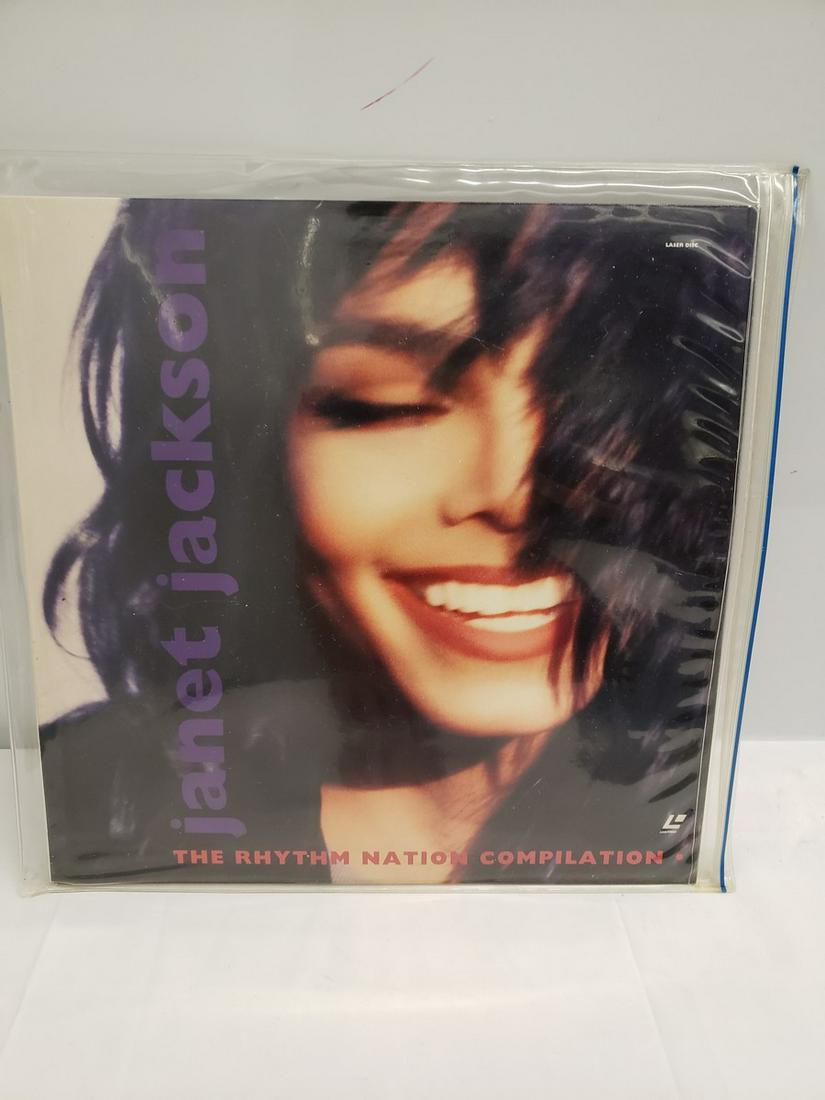 LASER DISC
janet jackson
THE RHYTHM NATION COMPILATION •